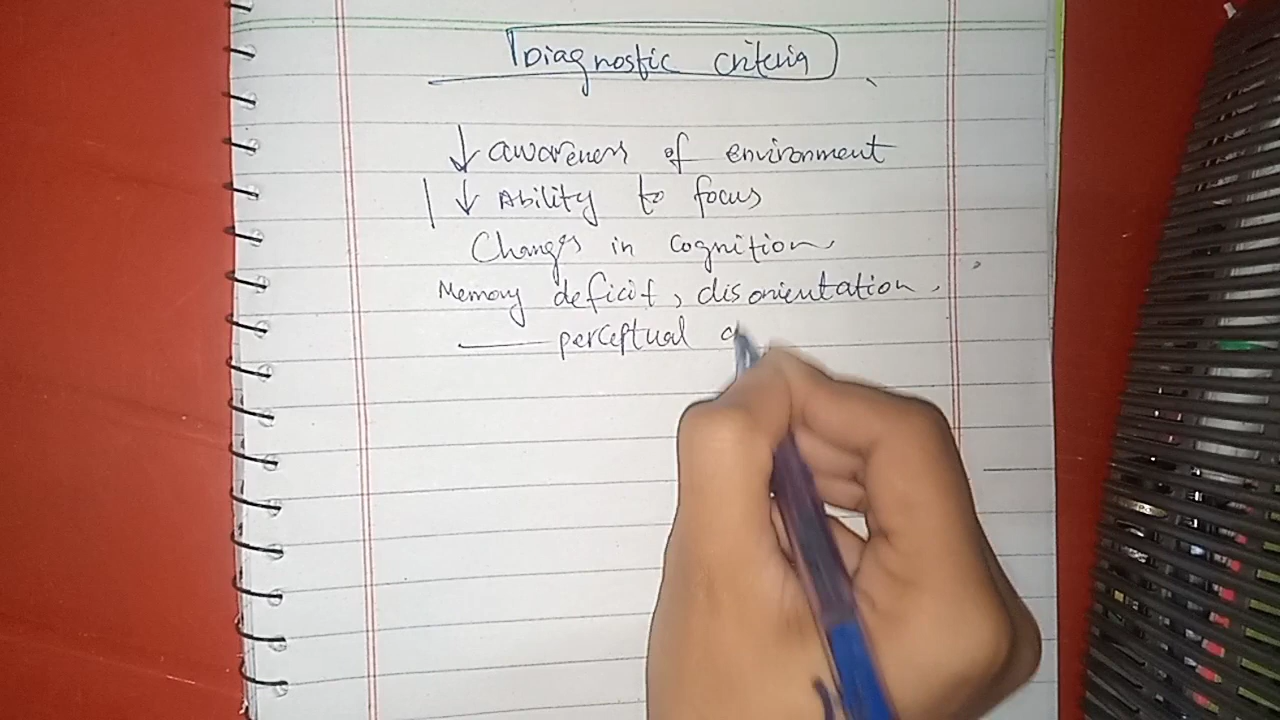 Diagnostic criteria
↓ awareness of environment
↓ Ability to focus
Changes in Cognition,
Memory deficit, disorientation,
perceptual